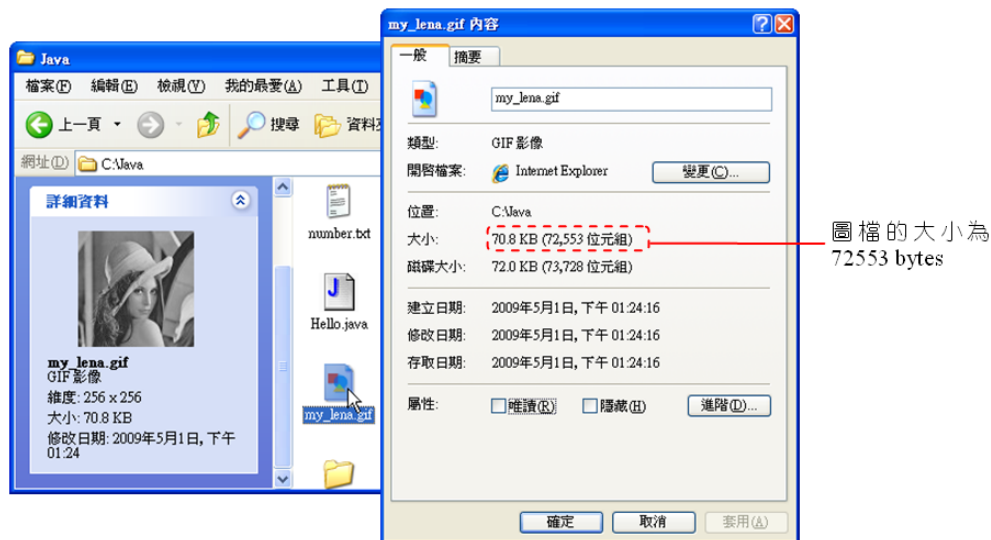 Java
檔案(F) 編輯(E) 檢視(V) 我的最愛(A) 工具(T)
上一頁 搜尋
網址(D) C:\Java
詳細資料
my_lena.gif
GIF 影像
維度: 256 x 256
大小: 70.8 KB
修改日期: 2009年5月1日, 下午
01:24
number.txt
Hello.java
my_lena.gif
my_lena.gif 內容
一般 摘要
my_lena.gif
類型: GIF 影像
開啓檔案: Internet Explorer 變更(C)...
位置: C:\Java
大小: 70.8 KB (72,553 位元組)
磁碟大小: 72.0 KB (73,728 位元組)
建立日期: 2009年5月1日, 下午 01:24:16
修改日期: 2009年5月1日, 下午 01:24:16
存取日期: 2009年5月1日, 下午 01:24:16
屬性: 唯讀(R) 隱藏(H) 進階(D)...
確定 取消 套用(A)
圖檔的大小為
72553 bytes